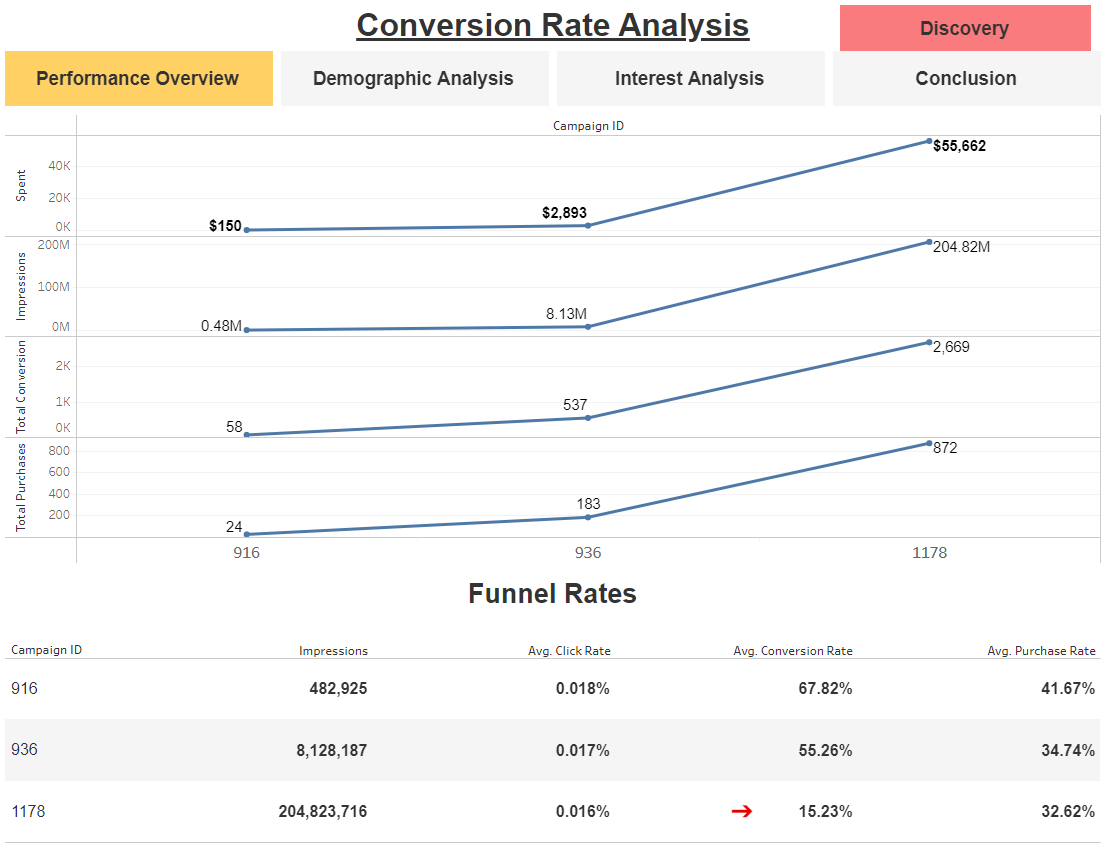 Conversion Rate Analysis
Discovery
Performance Overview
Demographic Analysis
Interest Analysis
Conclusion
Campaign ID
Spent
40K
20K
0K
$150
$2,893
$55,662
Impressions
200M
100M
0M
0.48M
8.13M
204.82M
Total Conversion
2K
1K
0K
58
537
2,669
Total Purchases
800
600
400
200
24
183
872
916 936 1178
Funnel Rates
Campaign ID Impressions Avg. Click Rate Avg. Conversion Rate Avg. Purchase Rate
916 482,925 0.018% 67.82% 41.67%
936 8,128,187 0.017% 55.26% 34.74%
1178 204,823,716 0.016% 15.23% 32.62%